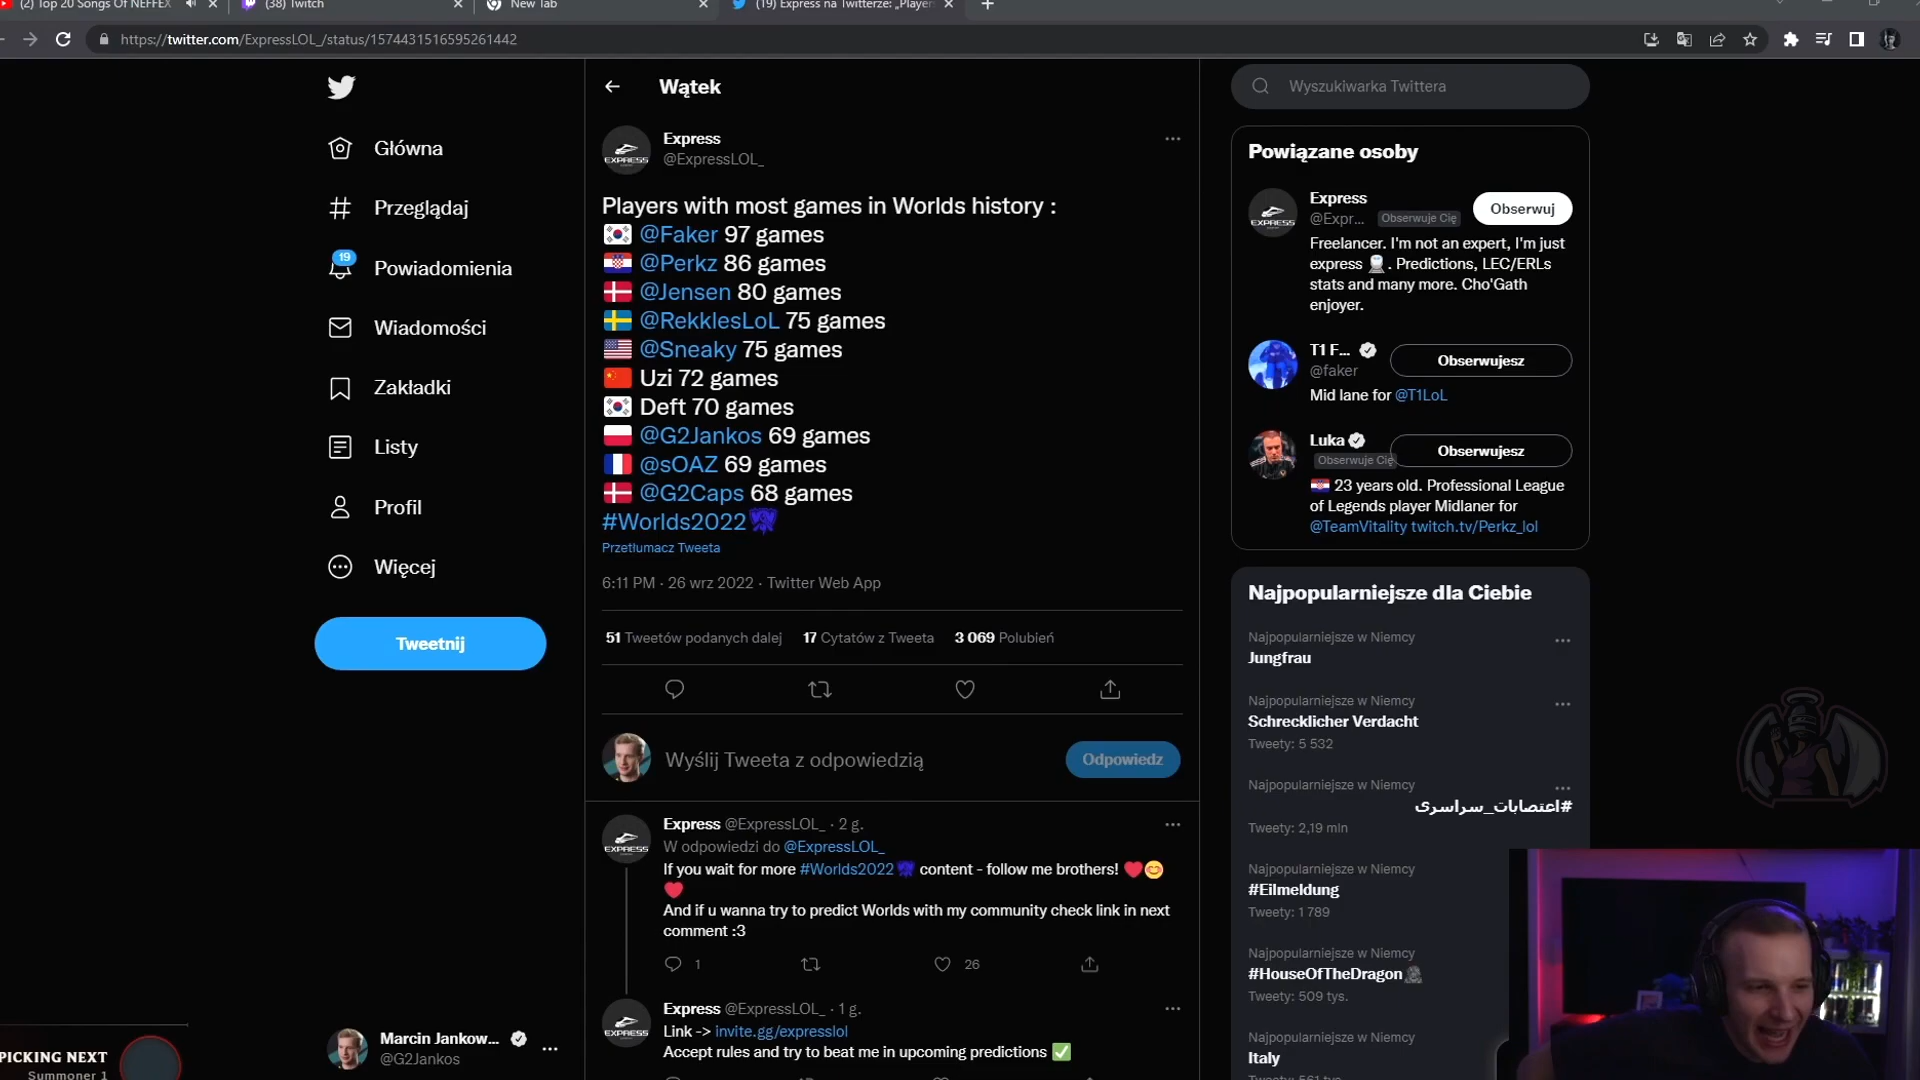 (2) Top 20 Songs Of NEFFEX
(38) Twitch
New Tab
(19) Express na Twitterze: „Player
https://twitter.com/ExpressLOL_/status/1574431516595261442
Główna
Przeglądaj
19
Powiadomienia
Wiadomości
Zakładki
Listy
Profil
Więcej
Tweetnij
Marcin Jankow...
@G2Jankos
PICKING NEXT
Summoner 1
Wątek
EXPRESS
Express
@ExpressLOL_
Players with most games in Worlds history :
@Faker 97 games
@Perkz 86 games
@Jensen 80 games
@RekklesLoL 75 games
@Sneaky 75 games
Uzi 72 games
Deft 70 games
@G2Jankos 69 games
@sOAZ 69 games
@G2Caps 68 games
#Worlds2022
Przetłumacz Tweeta
6:11 PM · 26 wrz 2022 · Twitter Web App
51 Tweetów podanych dalej 17 Cytatów z Tweeta 3 069 Polubień
Wyślij Tweeta z odpowiedzią
Odpowiedz
EXPRESS
Express @ExpressLOL_ · 2 g.
W odpowiedzi do @ExpressLOL_
If you wait for more #Worlds2022 content - follow me brothers! ❤️😊
❤️
And if u wanna try to predict Worlds with my community check link in next
comment :3
1
26
EXPRESS
Express @ExpressLOL_ · 1 g.
Link -> invite.gg/expresslol
Accept rules and try to beat me in upcoming predictions ✅
Wyszukiwarka Twittera
Powiązane osoby
EXPRESS
Express
@Expr... Obserwuje Cię
Obserwuj
Freelancer. I'm not an expert, I'm just
express 🚆. Predictions, LEC/ERLs
stats and many more. Cho'Gath
enjoyer.
T1 F...
@faker
Obserwujesz
Mid lane for @T1LoL
Luka
Obserwuje Cię
Obserwujesz
23 years old. Professional League
of Legends player Midlaner for
@TeamVitality twitch.tv/Perkz_lol
Najpopularniejsze dla Ciebie
Najpopularniejsze w Niemcy
Jungfrau
Najpopularniejsze w Niemcy
Schrecklicher Verdacht
Tweety: 5 532
Najpopularniejsze w Niemcy
#اعتصابات_سراسری
Tweety: 2,19 mln
Najpopularniejsze w Niemcy
#Eilmeldung
Tweety: 1 789
Najpopularniejsze w Niemcy
#HouseOfTheDragon
Tweety: 509 tys.
Najpopularniejsze w Niemcy
Italy
Tweety: 561 tys.